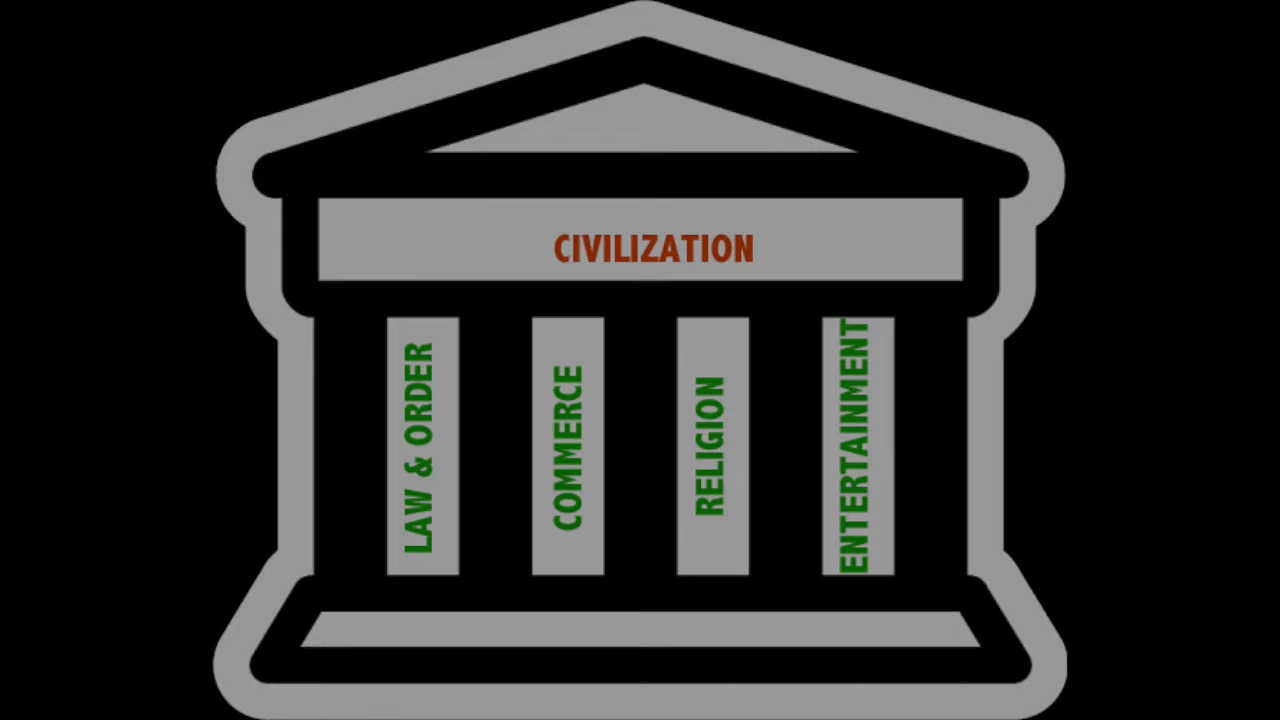 CIVILIZATION
LAW & ORDER
COMMERCE
RELIGION
ENTERTAINMENT